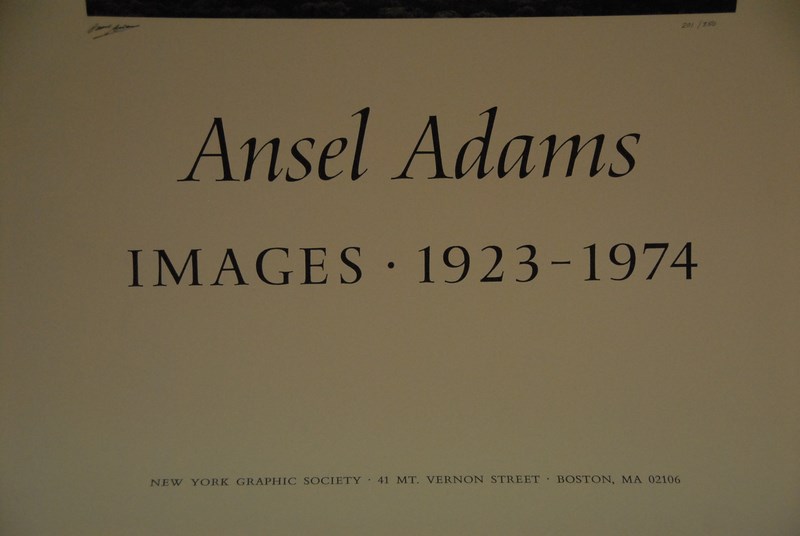 Ansel Adams
IMAGES · 1923-1974
NEW YORK GRAPHIC SOCIETY · 41 MT. VERNON STREET · BOSTON, MA 02106